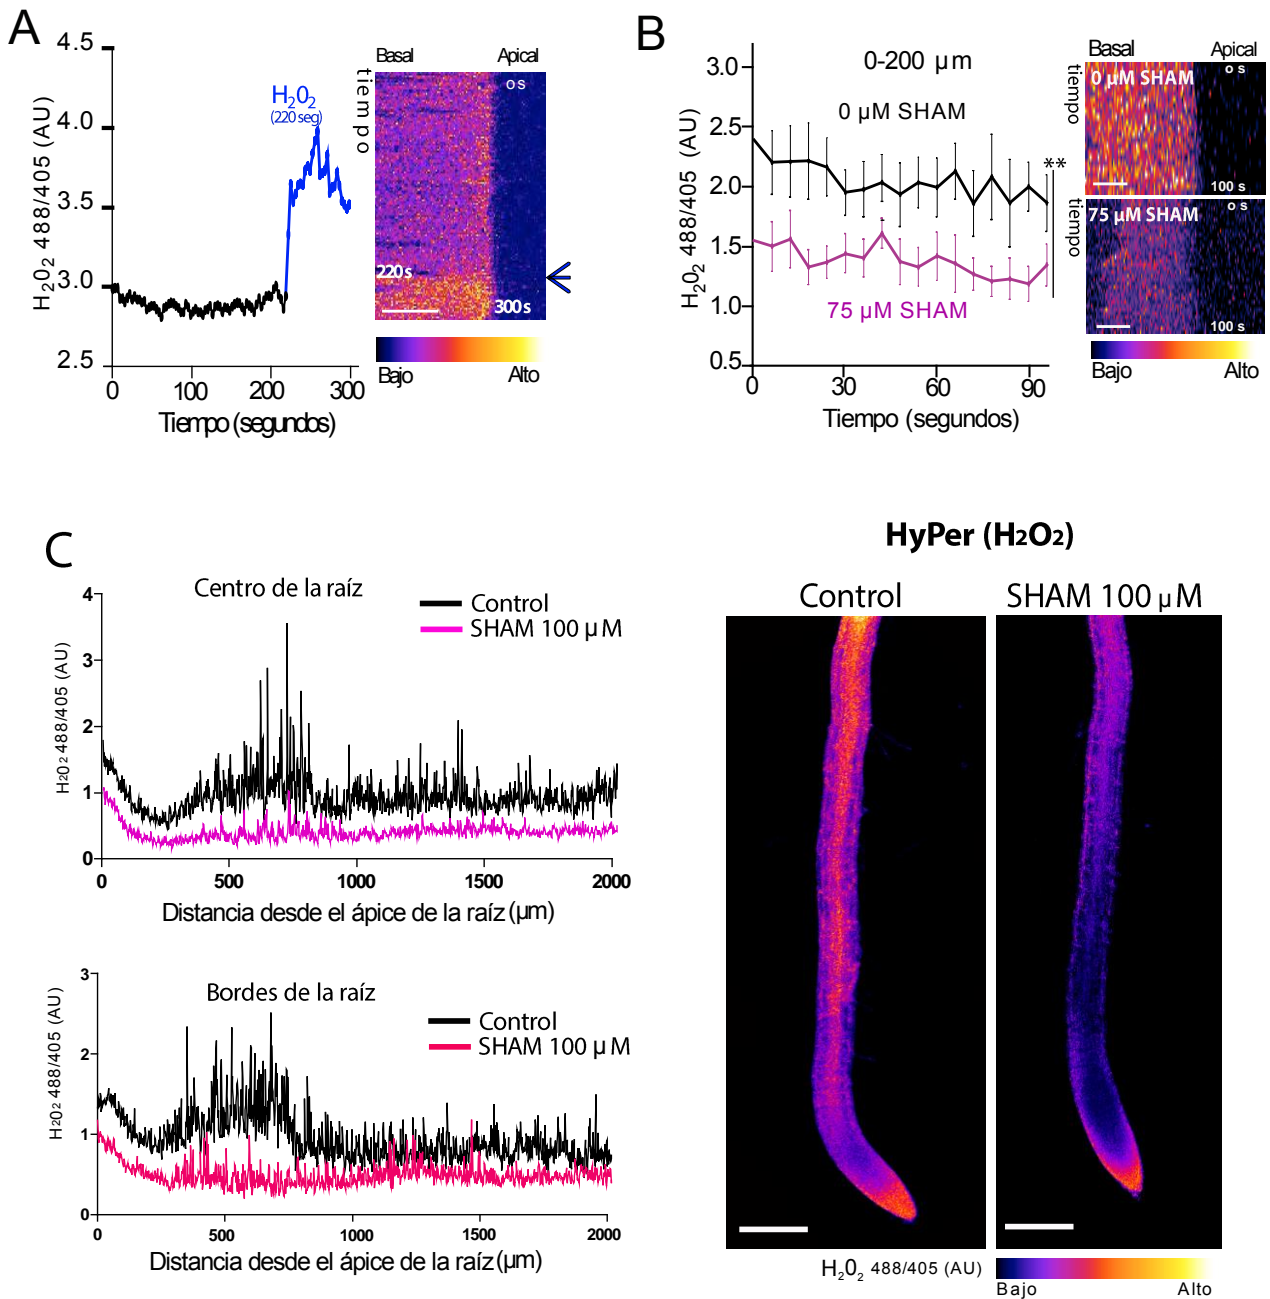 A
4.5
4.0
3.5
3.0
2.5
H2O2 488/405 (AU)
0 100 200 300
Tiempo (segundos)
H2O2
(220 seg)
Basal Apical
tiempo
0 s
220 s
300 s
Bajo Alto
B
3.0
2.5
2.0
1.5
1.0
0.5
H2O2 488/405 (AU)
0-200 µm
0 µM SHAM
75 µM SHAM
**
0 30 60 90
Tiempo (segundos)
Basal Apical
tiempo
0 µM SHAM
0 s
100 s
tiempo
75 µM SHAM
0 s
100 s
Bajo Alto
C
Centro de la raíz
Control
SHAM 100 µM
4
3
2
1
0
H2O2 488/405 (AU)
0 500 1000 1500 2000
Distancia desde el ápice de la raíz (µm)
Bordes de la raíz
Control
SHAM 100 µM
3
2
1
0
H2O2 488/405 (AU)
0 500 1000 1500 2000
Distancia desde el ápice de la raíz (µm)
HyPer (H2O2)
Control SHAM 100 µM
H2O2 488/405 (AU)
Bajo Alto